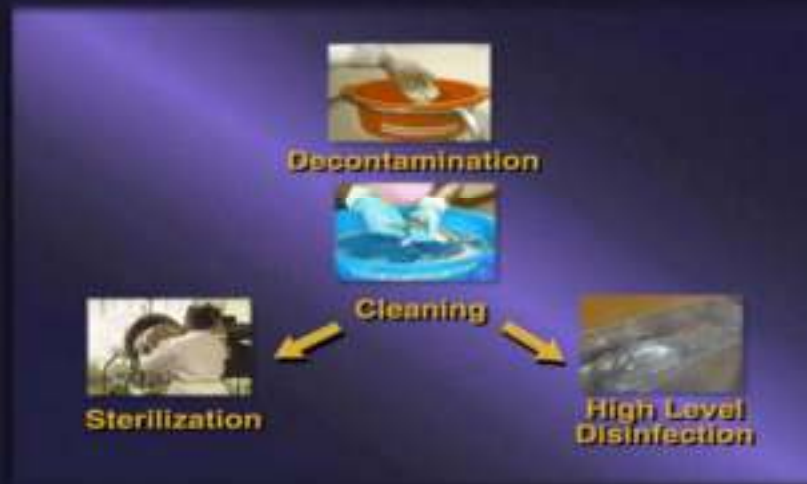 Decontamination
Cleaning
Sterilization
High Level
Disinfection